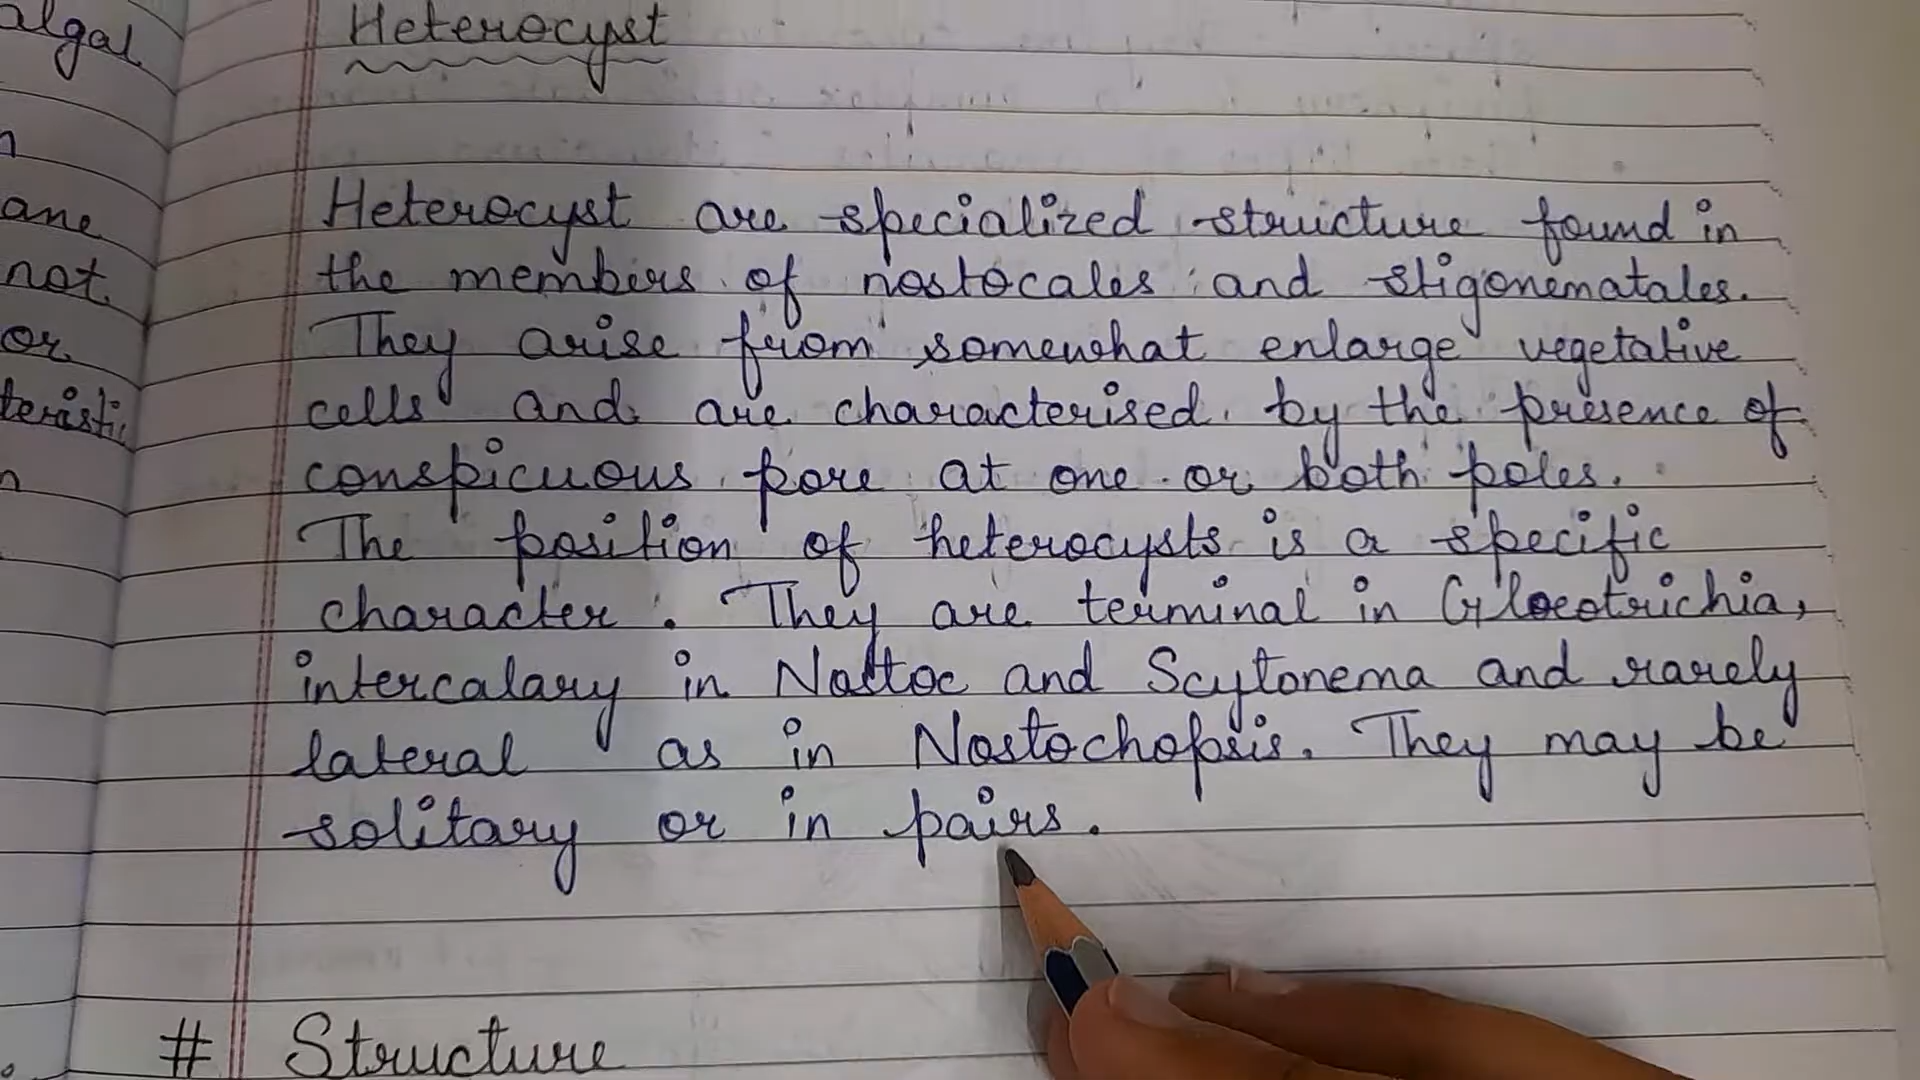 algal
ane
not
or
teristic
Heterocyst
Heterocyst are specialized structure found in
the members of nostocales and stigonematales.
They arise from somewhat enlarge vegetative
cells and are characterised by the presence of
conspicuous pore at one or both poles.
The position of heterocysts is a specific
character. They are terminal in Gloeotrichia,
intercalary in Nostoc and Scytonema and rarely
lateral as in Nostochopsis. They may be
solitary or in pairs.
# Structure